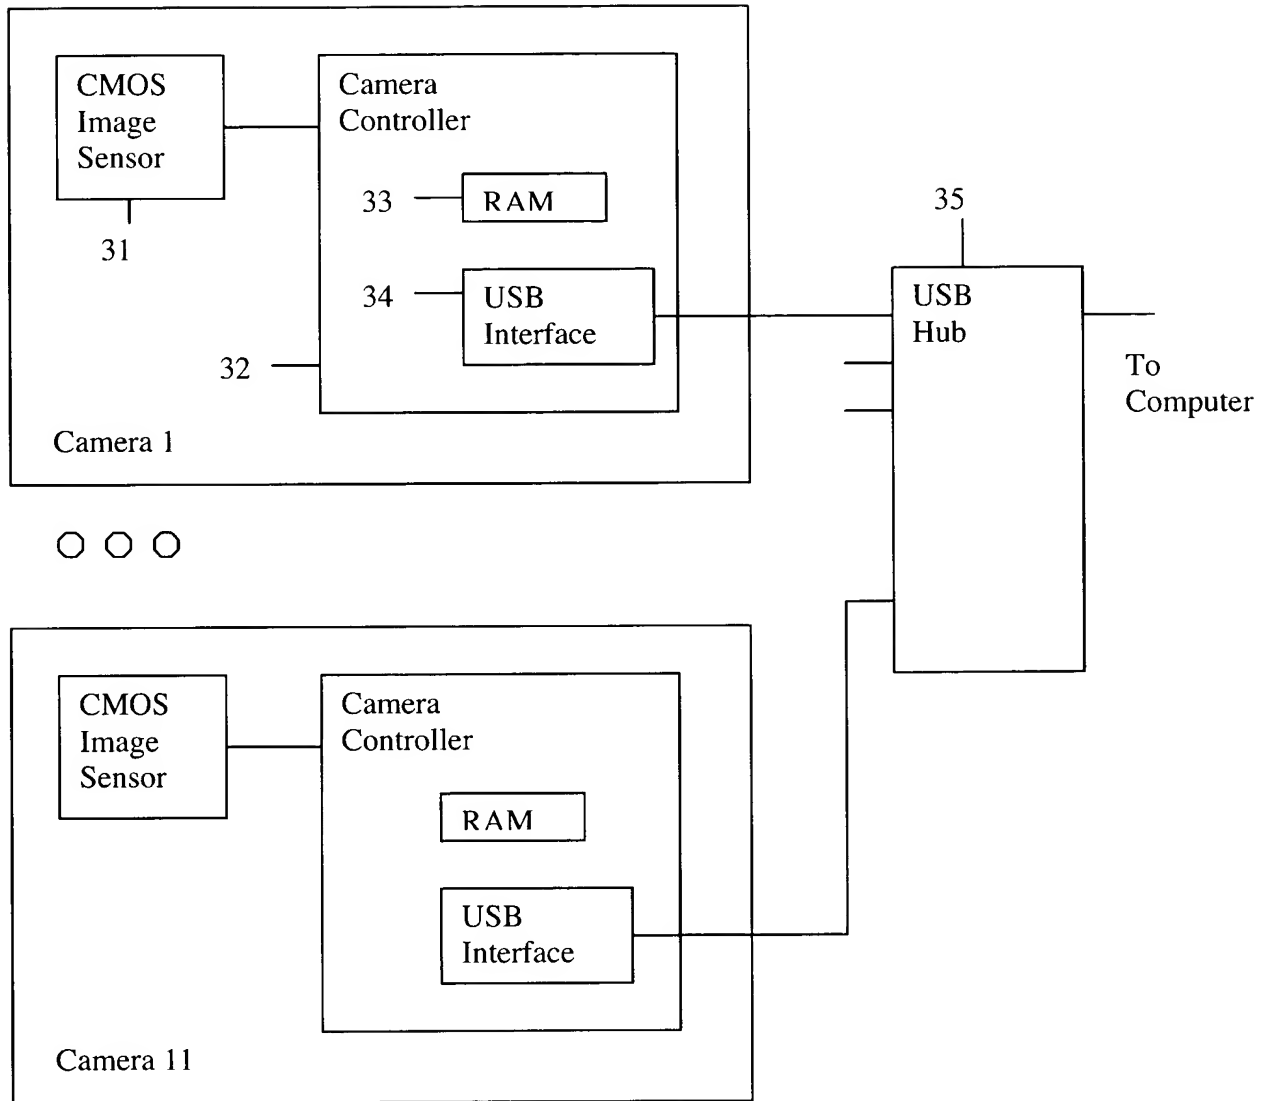 CMOS
Image
Sensor
31
Camera
Controller
33
RAM
34
USB
Interface
32
Camera 1
35
USB
Hub
To
Computer
CMOS
Image
Sensor
Camera
Controller
RAM
USB
Interface
Camera 11